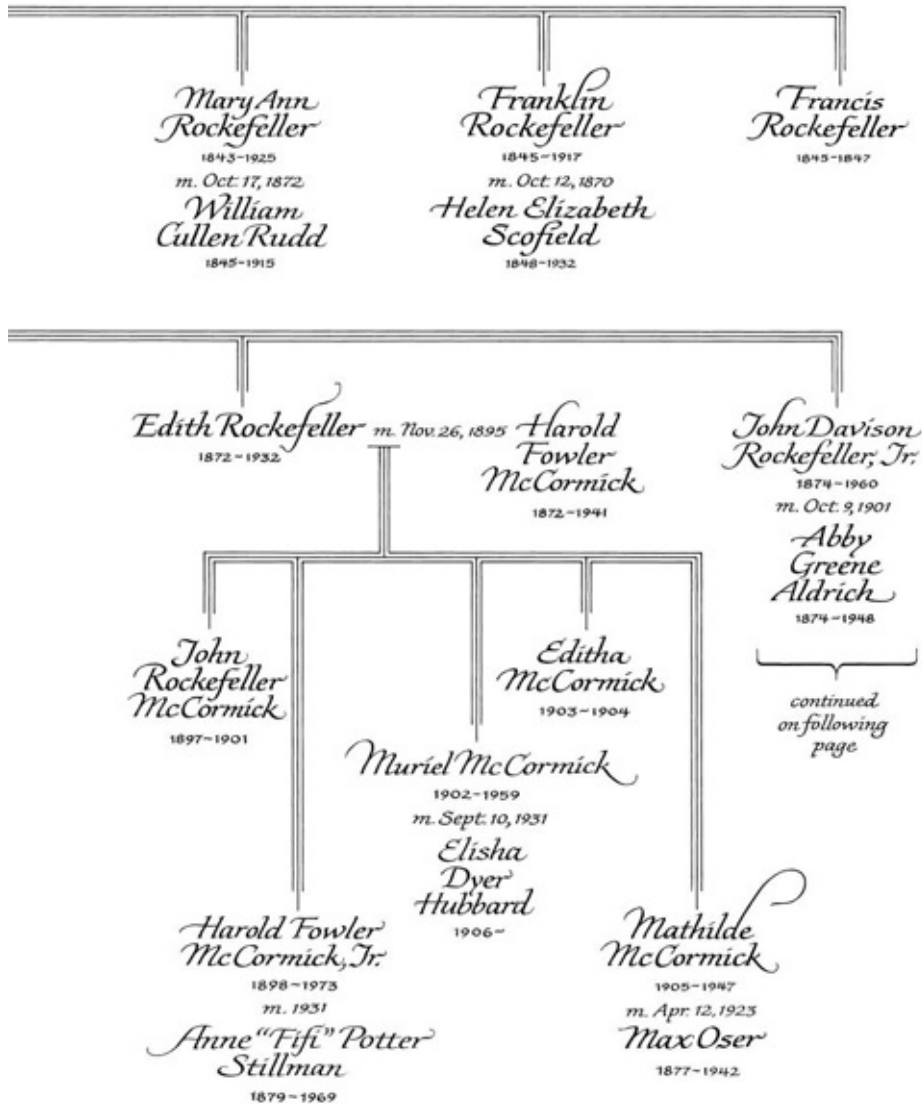 Mary Ann
Rockefeller
1843–1925
m. Oct. 17, 1872
William
Cullen Rudd
1845–1915
Franklin
Rockefeller
1845–1917
m. Oct. 12, 1870
Helen Elizabeth
Scofield
1848–1932
Francis
Rockefeller
1845–1847
Edith Rockefeller
1872–1932
m. Nov. 26, 1895
Harold
Fowler
McCormick
1872–1941
John Davison
Rockefeller, Jr.
1874–1960
m. Oct. 9, 1901
Abby
Greene
Aldrich
1874–1948
continued
on following
page
John
Rockefeller
McCormick
1897–1901
Editha
McCormick
1903–1904
Muriel McCormick
1902–1959
m. Sept. 10, 1931
Elisha
Dyer
Hubbard
1906–
Harold Fowler
McCormick, Jr.
1898–1973
m. 1931
Anne "Fifi" Potter
Stillman
1879–1969
Mathilde
McCormick
1905–1947
m. Apr. 12, 1923
Max Oser
1877–1942